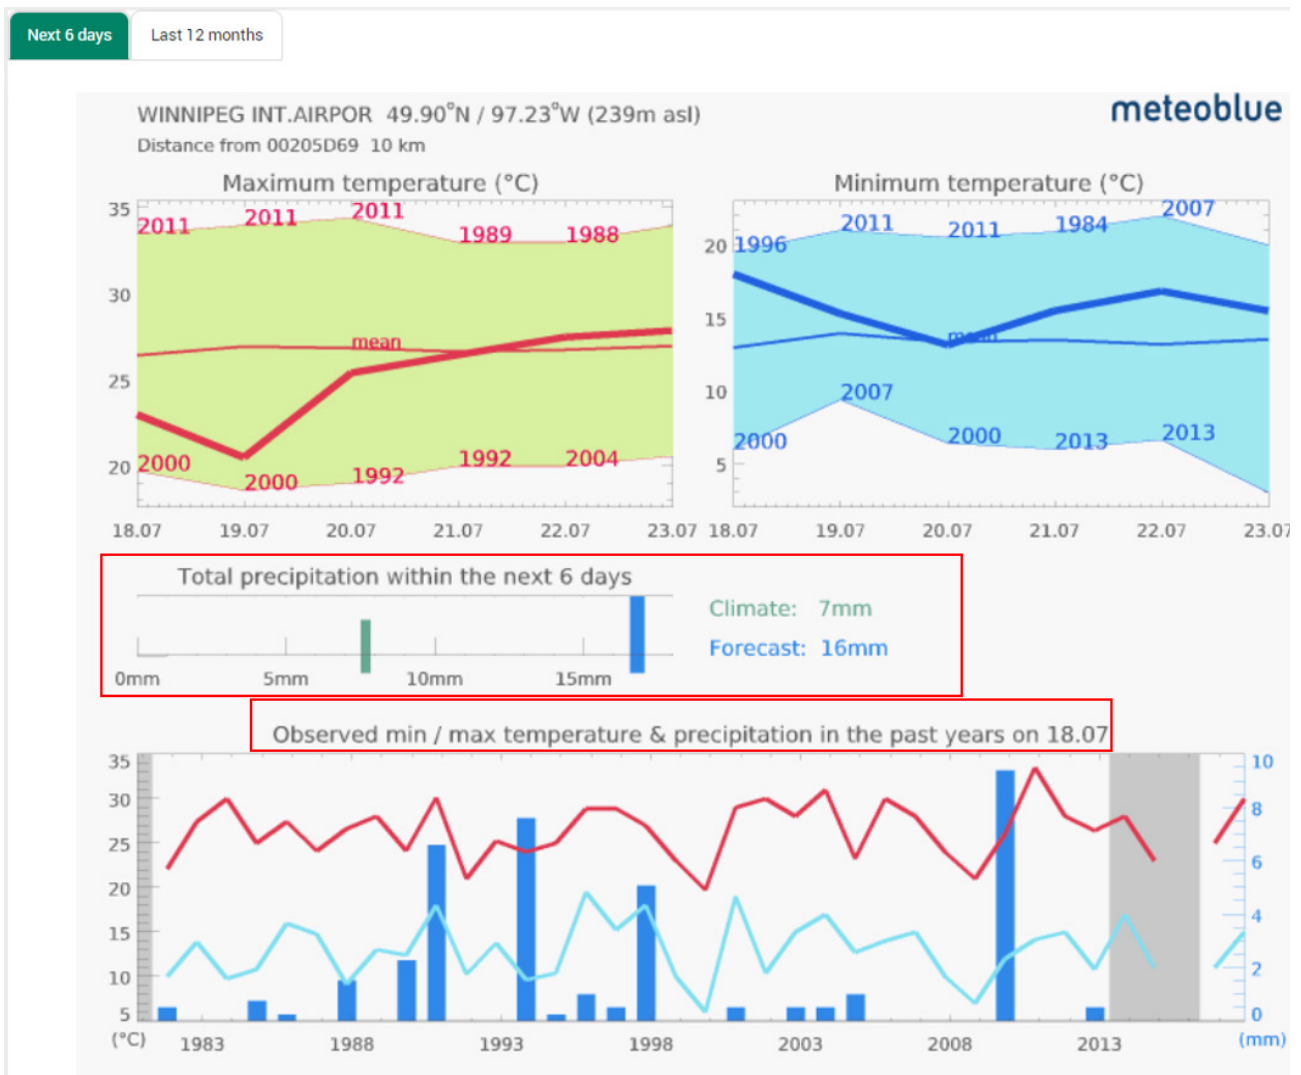 Next 6 days Last 12 months
meteoblue
WINNIPEG INT.AIRPOR 49.90°N / 97.23°W (239m asl)
Distance from 00205D69 10 km
Maximum temperature (°C)
35
30
25
20
2011 2011 2011 1989 1988
mean
2000 2000 1992 1992 2004
18.07 19.07 20.07 21.07 22.07 23.07
Minimum temperature (°C)
20
15
10
5
1996 2011 2011 1984 2007
mean
2000 2007 2000 2013 2013
18.07 19.07 20.07 21.07 22.07 23.07
Total precipitation within the next 6 days
0mm 5mm 10mm 15mm
Climate: 7mm
Forecast: 16mm
Observed min / max temperature & precipitation in the past years on 18.07
35
30
25
20
15
10
5
(°C)
1983 1988 1993 1998 2003 2008 2013
10
8
6
4
2
0
(mm)